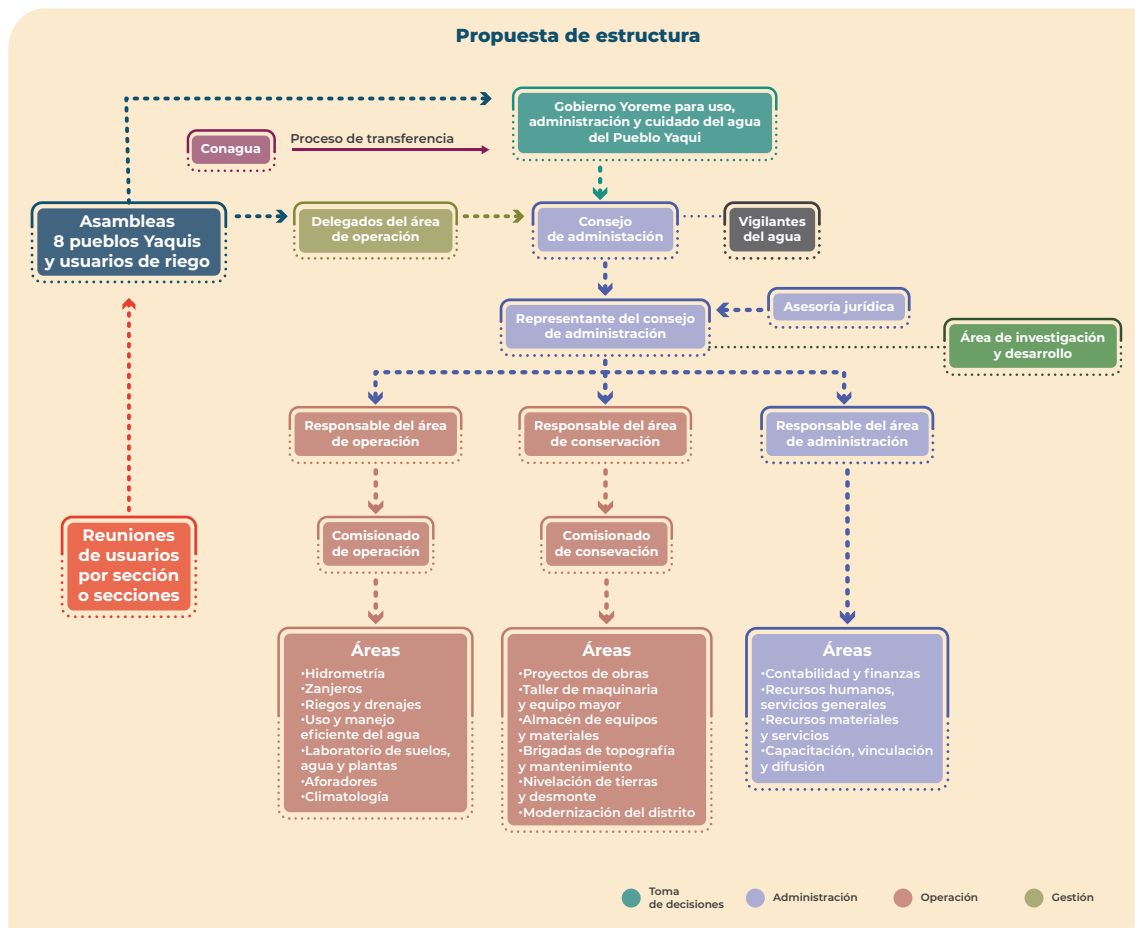 Propuesta de estructura
Gobierno Yoreme para uso,
administración y cuidado del agua
del Pueblo Yaqui
Conagua
Proceso de transferencia
Asambleas
8 pueblos Yaquis
y usuarios de riego
Delegados del área
de operación
Consejo
de administación
Vigilantes
del agua
Representante del consejo
de administración
Asesoría jurídica
Área de investigación
y desarrollo
Responsable del área
de operación
Responsable del área
de conservación
Responsable del área
de administración
Reuniones
de usuarios
por sección
o secciones
Comisionado
de operación
Comisionado
de consevación
Áreas
•Hidrometría
•Zanjeros
•Riegos y drenajes
•Uso y manejo
eficiente del agua
•Laboratorio de suelos,
agua y plantas
•Aforadores
•Climatología
Áreas
•Proyectos de obras
•Taller de maquinaria
y equipo mayor
•Almacén de equipos
y materiales
•Brigadas de topografía
y mantenimiento
•Nivelación de tierras
y desmonte
•Modernización del distrito
Áreas
•Contabilidad y finanzas
•Recursos humanos,
servicios generales
•Recursos materiales
y servicios
•Capacitación, vinculación
y difusión
Toma
de decisiones
Administración
Operación
Gestión